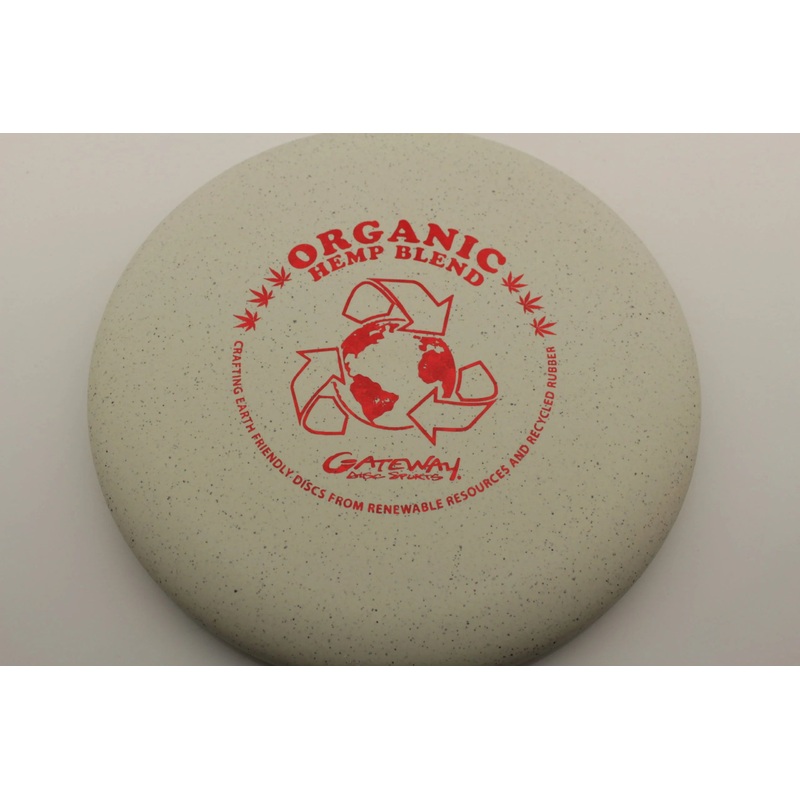 ORGANIC
HEMP BLEND
GATEWAY
DISC SPORTS
CRAFTING EARTH FRIENDLY DISCS FROM RENEWABLE RESOURCES AND RECYCLED RUBBER